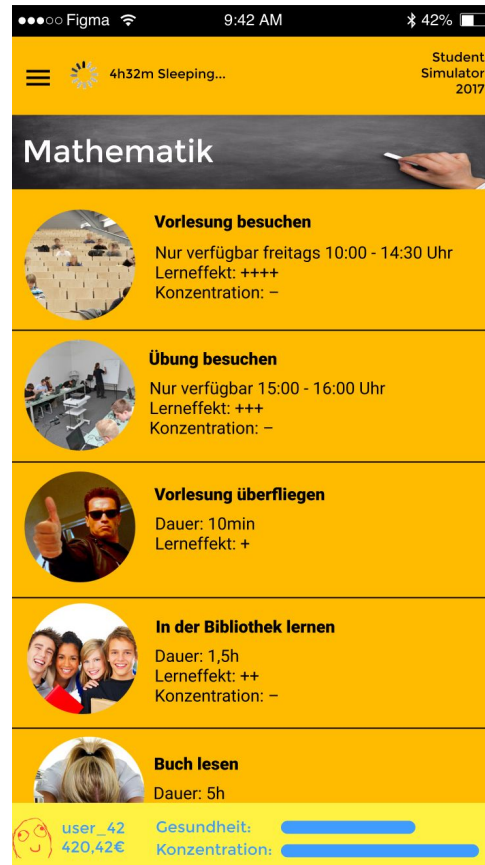 Figma
9:42 AM
42%
4h32m Sleeping...
Student
Simulator
2017
Mathematik
Vorlesung besuchen
Nur verfügbar freitags 10:00 - 14:30 Uhr
Lerneffekt: ++++
Konzentration: –
Übung besuchen
Nur verfügbar 15:00 - 16:00 Uhr
Lerneffekt: +++
Konzentration: –
Vorlesung überfliegen
Dauer: 10min
Lerneffekt: +
In der Bibliothek lernen
Dauer: 1,5h
Lerneffekt: ++
Konzentration: –
Buch lesen
Dauer: 5h
user_42
420,42€
Gesundheit:
Konzentration: